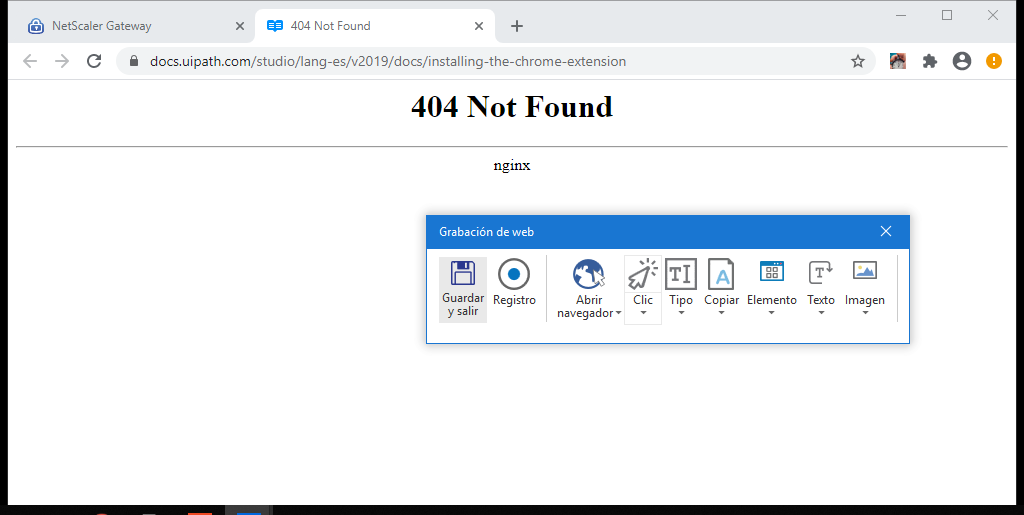 NetScaler Gateway
404 Not Found
docs.uipath.com/studio/lang-es/v2019/docs/installing-the-chrome-extension
404 Not Found
nginx
Grabación de web
Guardar y salir
Registro
Abrir navegador
Clic
Tipo
Copiar
Elemento
Texto
Imagen